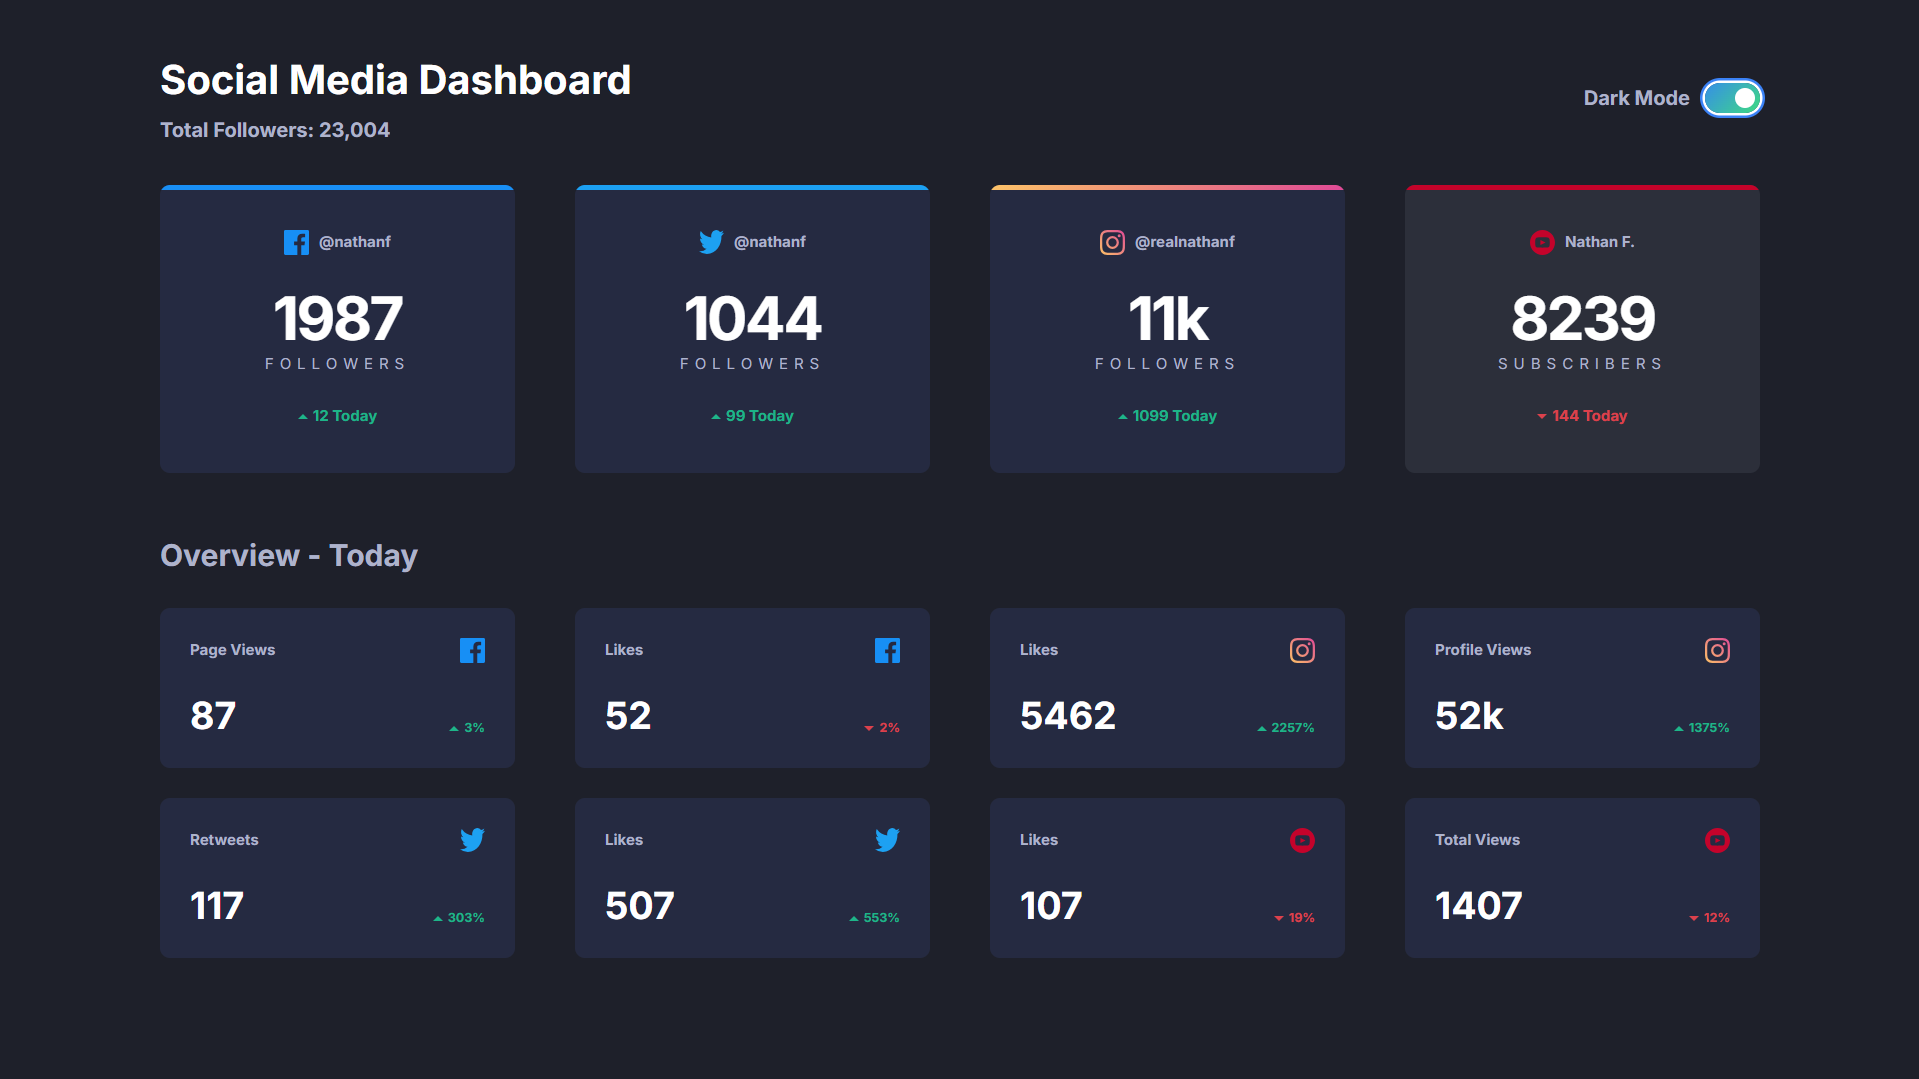 Social Media Dashboard
Total Followers: 23,004
Dark Mode
@nathanf
1987
FOLLOWERS
12 Today
@nathanf
1044
FOLLOWERS
99 Today
@realnathanf
11k
FOLLOWERS
1099 Today
Nathan F.
8239
SUBSCRIBERS
144 Today
Overview - Today
Page Views
87
3%
Likes
52
2%
Likes
5462
2257%
Profile Views
52k
1375%
Retweets
117
303%
Likes
507
553%
Likes
107
19%
Total Views
1407
12%